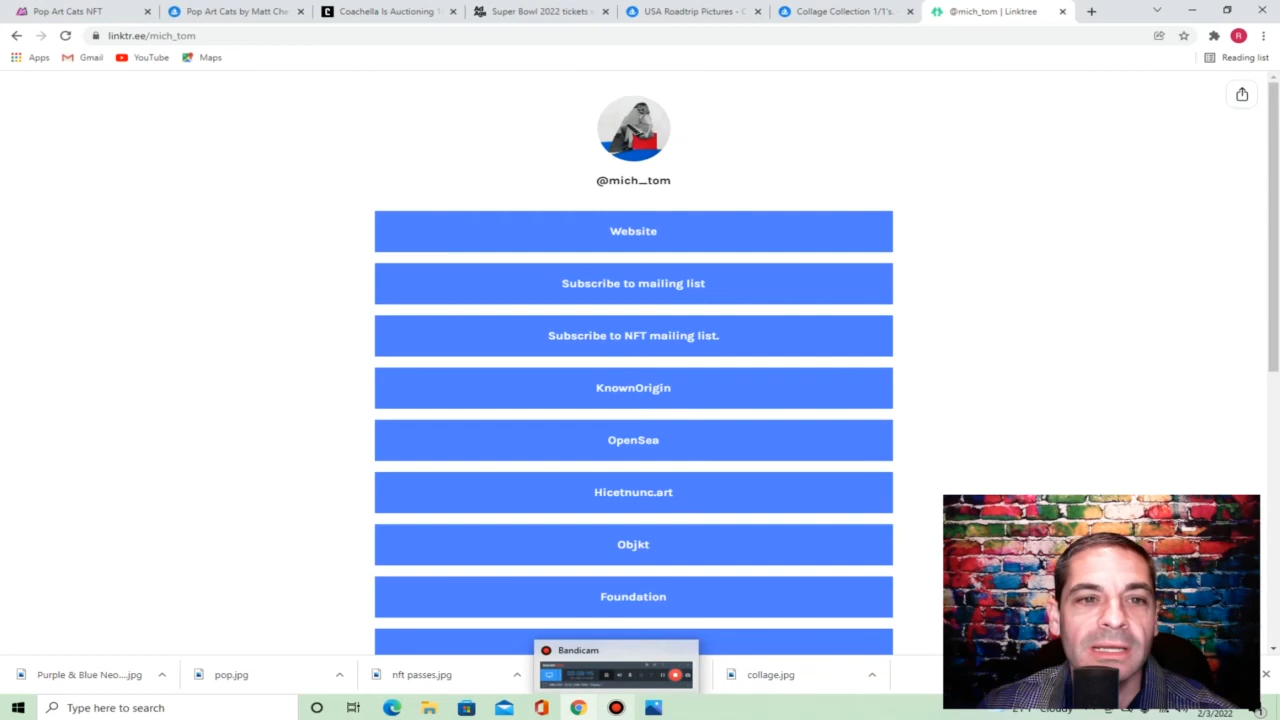 Pop Art Cats NFT
Pop Art Cats by Matt Che
Coachella Is Auctioning
Super Bowl 2022 tickets
USA Roadtrip Pictures - C
Collage Collection 1/1's.
@mich_tom | Linktree
linktr.ee/mich_tom
R
Apps
Gmail
YouTube
Maps
Reading list
@mich_tom
Website
Subscribe to mailing list
Subscribe to NFT mailing list.
KnownOrigin
OpenSea
Hicetnunc.art
Objkt
Foundation
Bandicam
Purple & Blue Neo....jpg
pop.jpg
nft passes.jpg
collage.jpg
Type here to search
Cloudy
2/3/2022